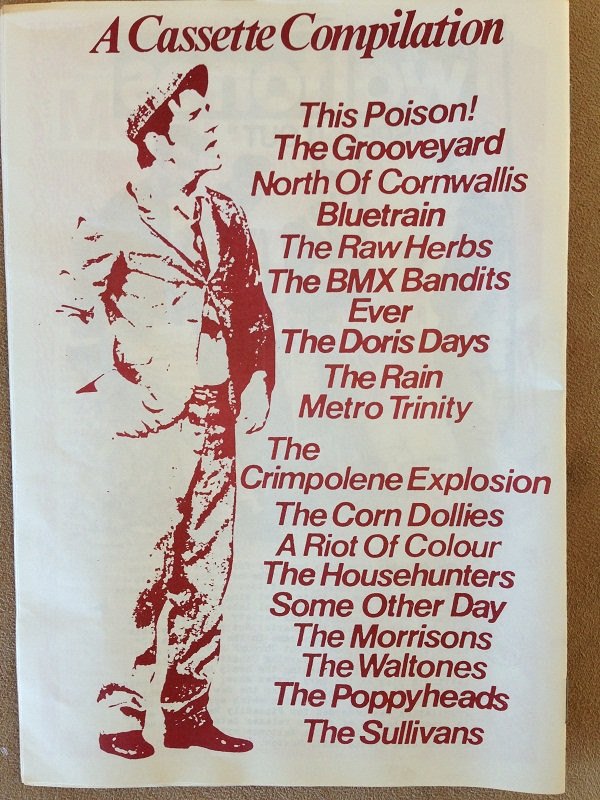 A Cassette Compilation
This Poison!
The Grooveyard
North Of Cornwallis
Bluetrain
The Raw Herbs
The BMX Bandits
Ever
The Doris Days
The Rain
Metro Trinity
The
Crimpolene Explosion
The Corn Dollies
A Riot Of Colour
The Househunters
Some Other Day
The Morrisons
The Waltones
The Poppyheads
The Sullivans